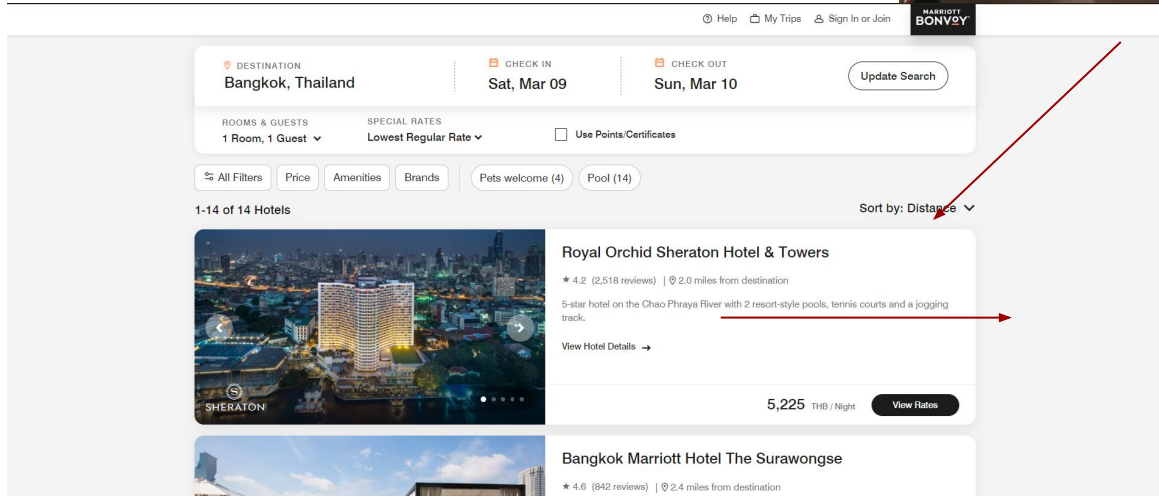 Help My Trips Sign In or Join
MARRIOTT
BONVOY
DESTINATION
Bangkok, Thailand
CHECK IN
Sat, Mar 09
CHECK OUT
Sun, Mar 10
Update Search
ROOMS & GUESTS
1 Room, 1 Guest
SPECIAL RATES
Lowest Regular Rate
Use Points/Certificates
All Filters Price Amenities Brands Pets welcome (4) Pool (14)
1-14 of 14 Hotels
Sort by: Distance
Royal Orchid Sheraton Hotel & Towers
4.2 (2,518 reviews) | 2.0 miles from destination
5-star hotel on the Chao Phraya River with 2 resort-style pools, tennis courts and a jogging
track.
View Hotel Details →
S
SHERATON
5,225 THB / Night View Rates
Bangkok Marriott Hotel The Surawongse
4.6 (842 reviews) | 2.4 miles from destination